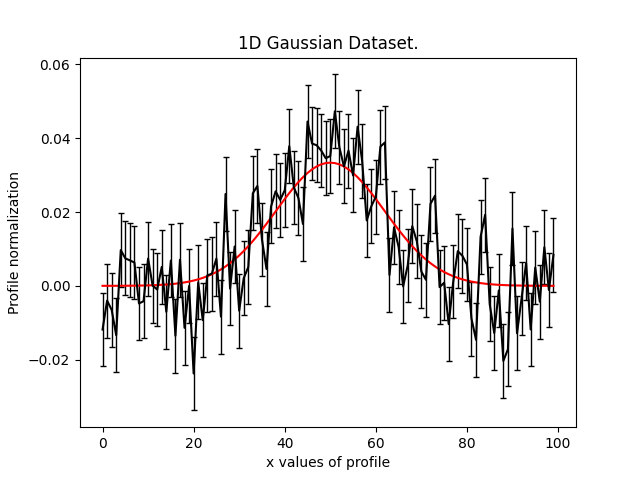 1D Gaussian Dataset.
Profile normalization
0.06
0.04
0.02
0.00
−0.02
0 20 40 60 80 100
x values of profile